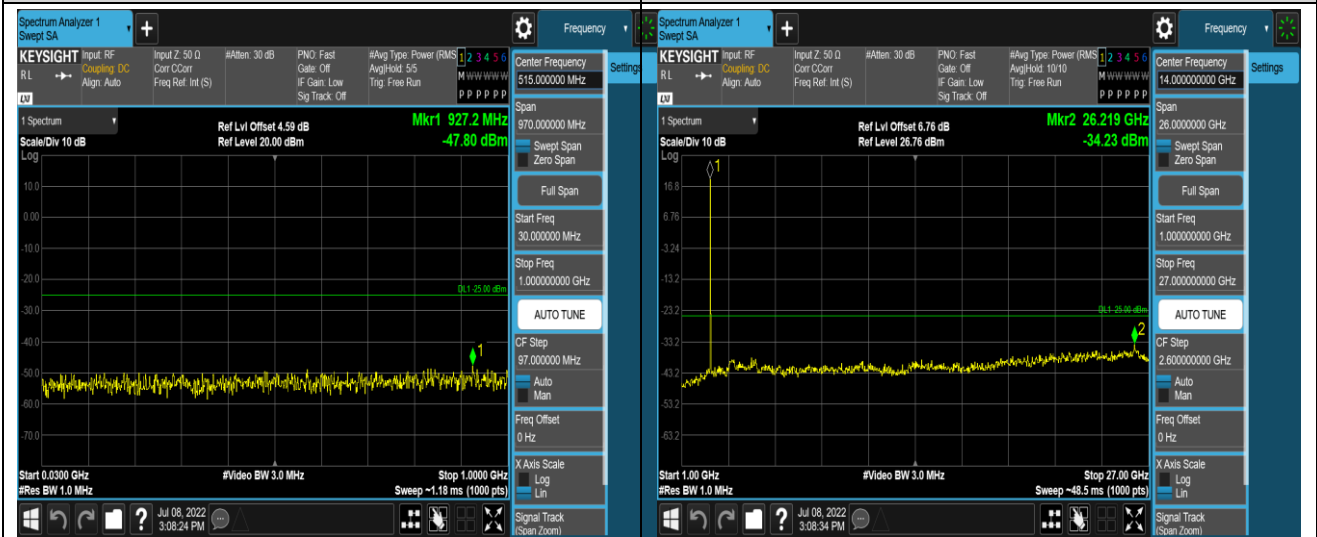 Spectrum Analyzer 1
Swept SA
+
Frequency
KEYSIGHT Input: RF
Coupling: DC
Align: Auto
Input Z: 50 Ω
Corr CCorr
Freq Ref: Int (S)
#Atten: 30 dB
PNO: Fast
Gate: Off
IF Gain: Low
Sig Track: Off
#Avg Type: Power (RMS
Avg|Hold: 5/5
Trig: Free Run
1 2 3 4 5 6
M W W W W W
P P P P P P
RL
LXI
Center Frequency
515.000000 MHz
Settings
1 Spectrum
Scale/Div 10 dB
Log
Ref Lvl Offset 4.59 dB
Ref Level 20.00 dBm
Mkr1 927.2 MHz
-47.80 dBm
10.0
0.00
-10.0
-20.0
-30.0
-40.0
-50.0
-60.0
-70.0
DL1 -25.00 dBm
1
Start 0.0300 GHz
#Res BW 1.0 MHz
#Video BW 3.0 MHz
Stop 1.0000 GHz
Sweep ~1.18 ms (1000 pts)
Span
970.000000 MHz
Swept Span
Zero Span
Full Span
Start Freq
30.000000 MHz
Stop Freq
1.000000000 GHz
AUTO TUNE
CF Step
97.000000 MHz
Auto
Man
Freq Offset
0 Hz
X Axis Scale
Log
Lin
Signal Track
(Span Zoom)
?
Jul 08, 2022
3:08:24 PM
Spectrum Analyzer 1
Swept SA
+
Frequency
KEYSIGHT Input: RF
Coupling: DC
Align: Auto
Input Z: 50 Ω
Corr CCorr
Freq Ref: Int (S)
#Atten: 30 dB
PNO: Fast
Gate: Off
IF Gain: Low
Sig Track: Off
#Avg Type: Power (RMS
Avg|Hold: 10/10
Trig: Free Run
1 2 3 4 5 6
M W W W W W
P P P P P P
RL
LXI
Center Frequency
14.000000000 GHz
Settings
1 Spectrum
Scale/Div 10 dB
Log
Ref Lvl Offset 6.76 dB
Ref Level 26.76 dBm
Mkr2 26.219 GHz
-34.23 dBm
1
16.8
6.76
-3.24
-13.2
-23.2
-33.2
-43.2
-53.2
-63.2
DL1 -25.00 dBm
2
Start 1.00 GHz
#Res BW 1.0 MHz
#Video BW 3.0 MHz
Stop 27.00 GHz
Sweep ~48.5 ms (1000 pts)
Span
26.0000000 GHz
Swept Span
Zero Span
Full Span
Start Freq
1.000000000 GHz
Stop Freq
27.000000000 GHz
AUTO TUNE
CF Step
2.600000000 GHz
Auto
Man
Freq Offset
0 Hz
X Axis Scale
Log
Lin
Signal Track
(Span Zoom)
?
Jul 08, 2022
3:08:34 PM